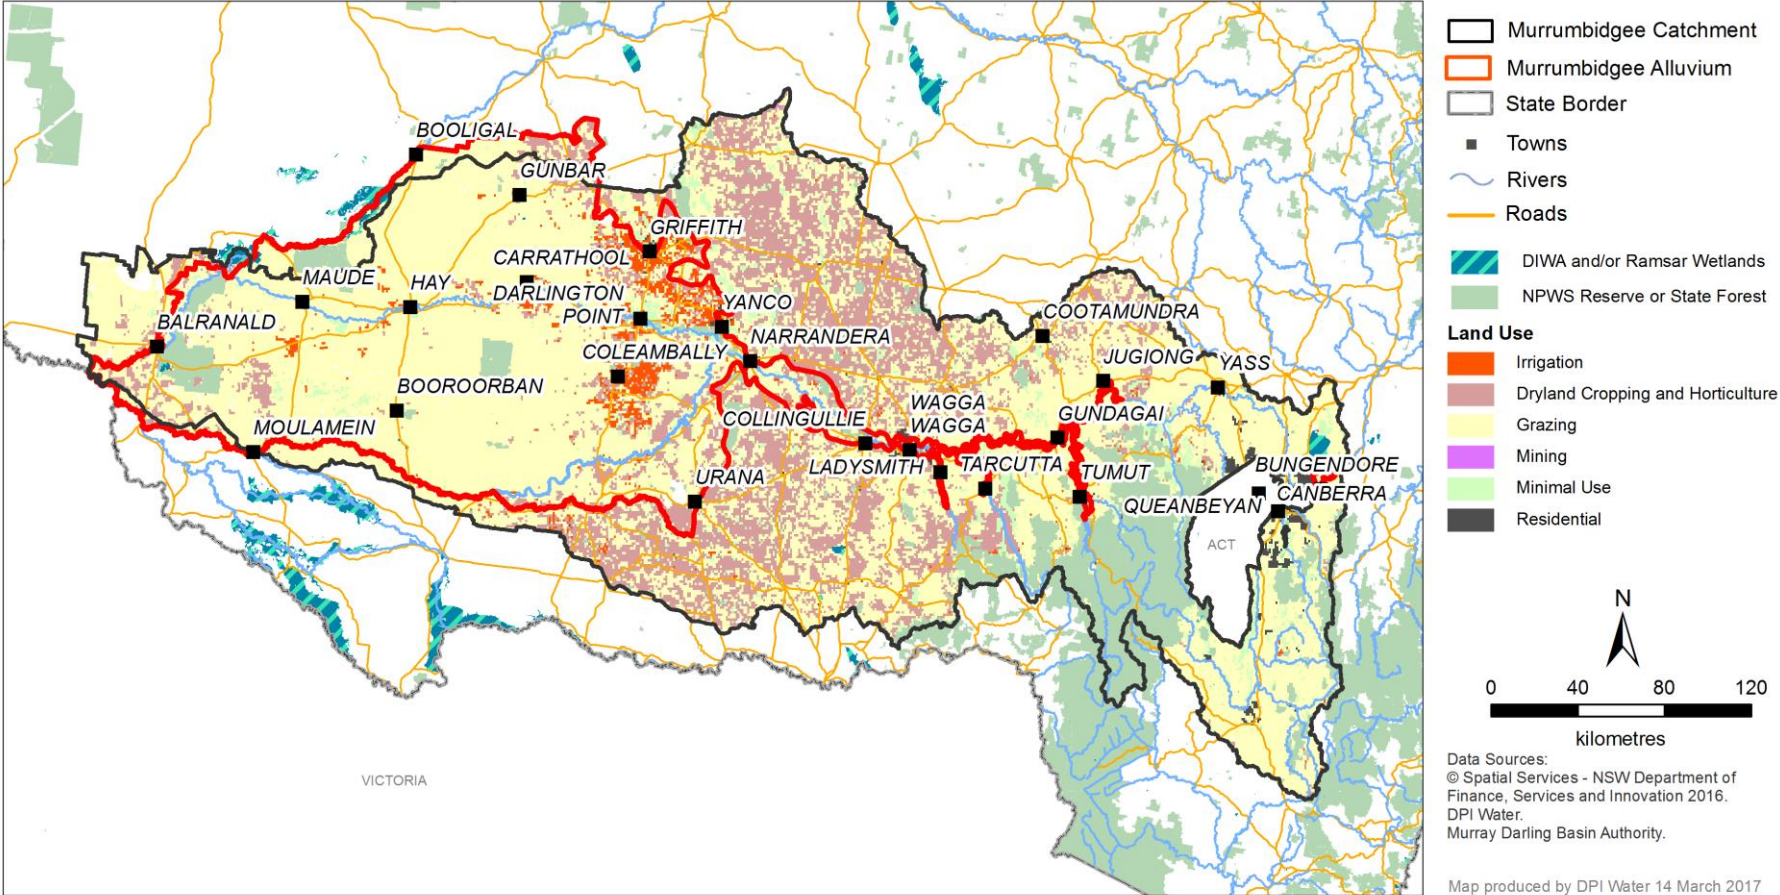 BOOLIGAL
GUNBAR
GRIFFITH
CARRATHOOL
MAUDE
HAY
DARLINGTON
POINT
YANCO
BALRANALD
NARRANDERA
COOTAMUNDRA
COLEAMBALLY
JUGIONG
YASS
BOOROORBAN
WAGGA
WAGGA
COLLINGULLIE
GUNDAGAI
MOULAMEIN
LADYSMITH
TARCUTTA
TUMUT
BUNGENDORE
URANA
QUEANBEYAN
CANBERRA
ACT
VICTORIA
Murrumbidgee Catchment
Murrumbidgee Alluvium
State Border
Towns
Rivers
Roads
DIWA and/or Ramsar Wetlands
NPWS Reserve or State Forest
Land Use
Irrigation
Dryland Cropping and Horticulture
Grazing
Mining
Minimal Use
Residential
N
0 40 80 120
kilometres
Data Sources:
© Spatial Services - NSW Department of
Finance, Services and Innovation 2016.
DPI Water.
Murray Darling Basin Authority.
Map produced by DPI Water 14 March 2017